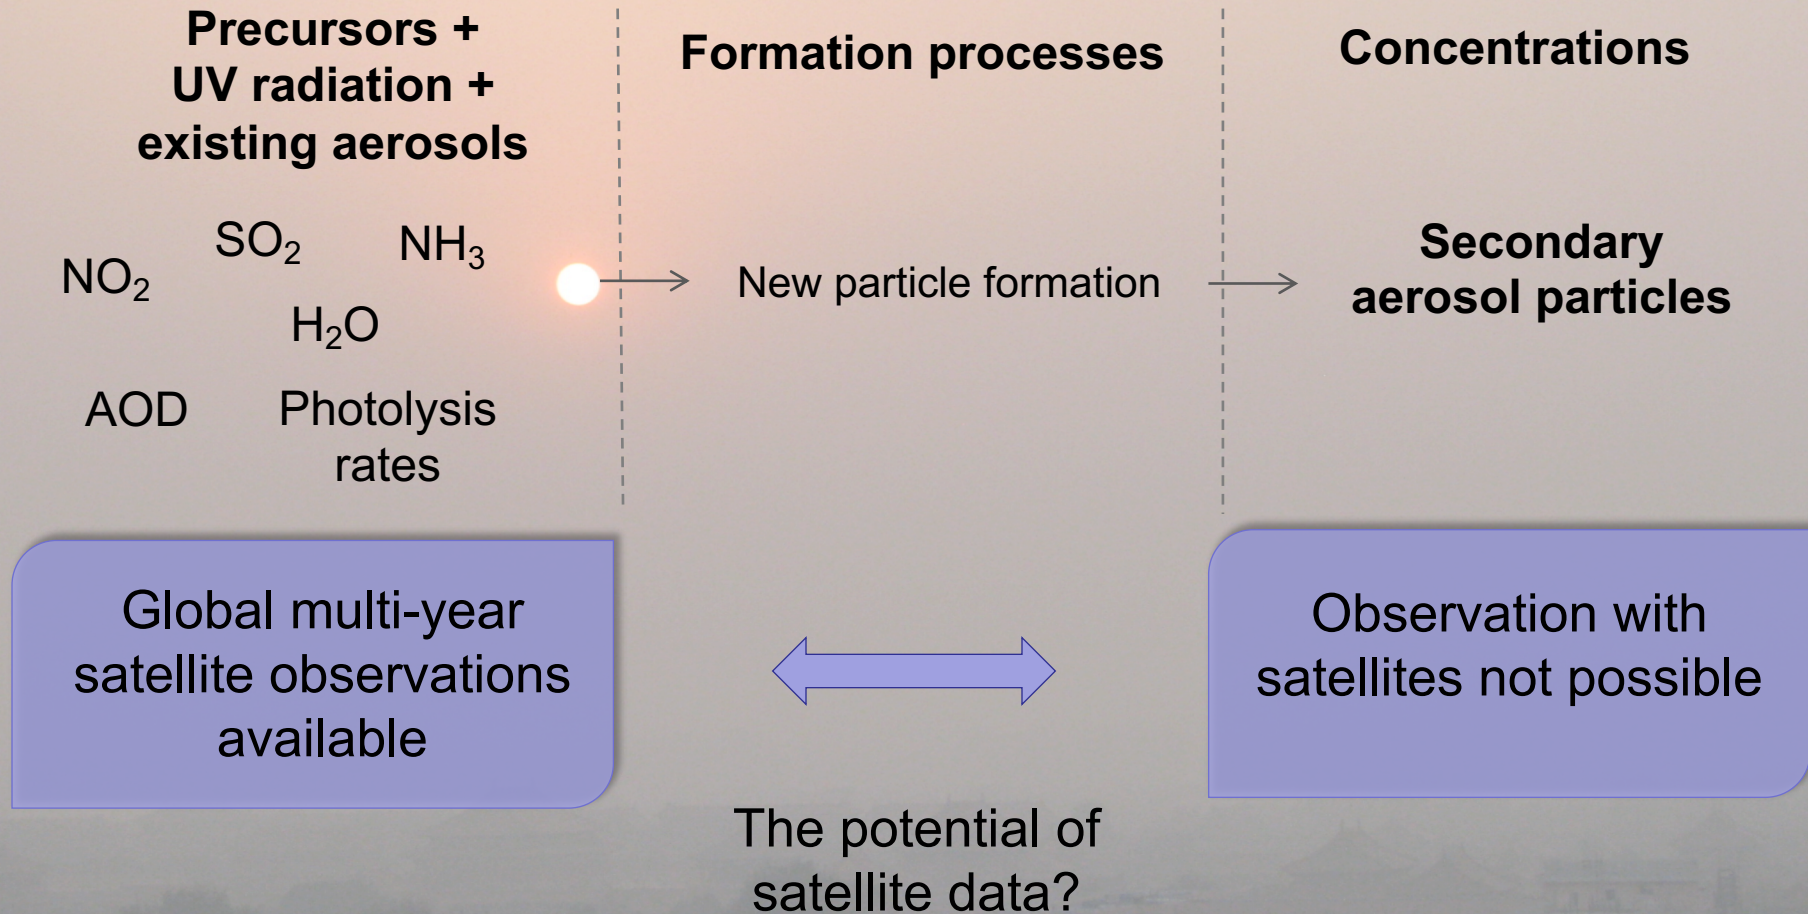 Precursors +
UV radiation +
existing aerosols
NO₂
SO₂
NH₃
H₂O
AOD
Photolysis
rates
Formation processes
New particle formation
Concentrations
Secondary
aerosol particles
Global multi-year
satellite observations
available
The potential of
satellite data?
Observation with
satellites not possible